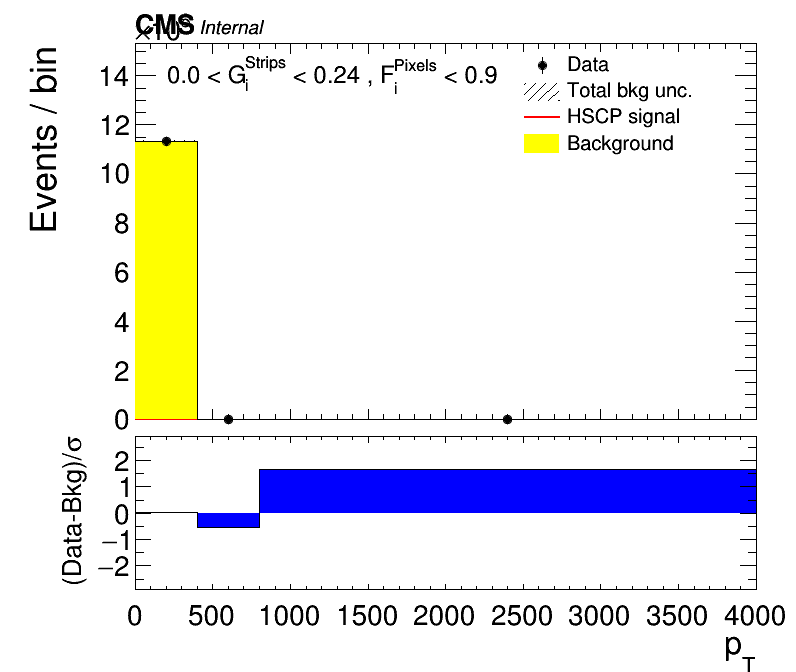 CMS Internal
×10
0.0 < G_i^Strips < 0.24 , F_i^Pixels < 0.9
Data
Total bkg unc.
HSCP signal
Background
Events / bin
14
12
10
8
6
4
2
0
(Data-Bkg)/σ
2
1
0
−1
−2
0 500 1000 1500 2000 2500 3000 3500 4000
p_T